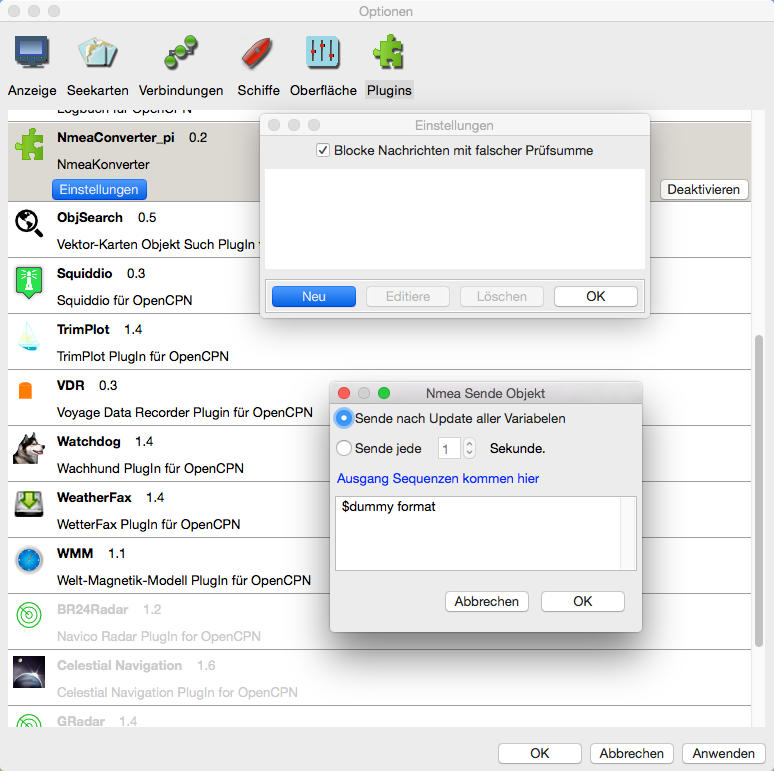 Optionen
Anzeige Seekarten Verbindungen Schiffe Oberfläche Plugins
Logbuch für OpenCPN
NmeaConverter_pi 0.2
NmeaKonverter
Einstellungen
Deaktivieren
ObjSearch 0.5
Vektor-Karten Objekt Such PlugIn
Squiddio 0.3
Squiddio für OpenCPN
TrimPlot 1.4
TrimPlot PlugIn für OpenCPN
VDR 0.3
Voyage Data Recorder Plugin für OpenCPN
Watchdog 1.4
Wachhund PlugIn für OpenCPN
WeatherFax 1.4
WetterFax PlugIn für OpenCPN
WMM 1.1
Welt-Magnetik-Modell PlugIn für OpenCPN
BR24Radar 1.2
Navico Radar PlugIn for OpenCPN
Celestial Navigation 1.6
Celestial Navigation PlugIn for OpenCPN
GRadar 1.4
Einstellungen
Blocke Nachrichten mit falscher Prüfsumme
Neu Editiere Löschen OK
Nmea Sende Objekt
Sende nach Update aller Variabelen
Sende jede 1 Sekunde.
Ausgang Sequenzen kommen hier
$dummy format
Abbrechen OK
OK Abbrechen Anwenden